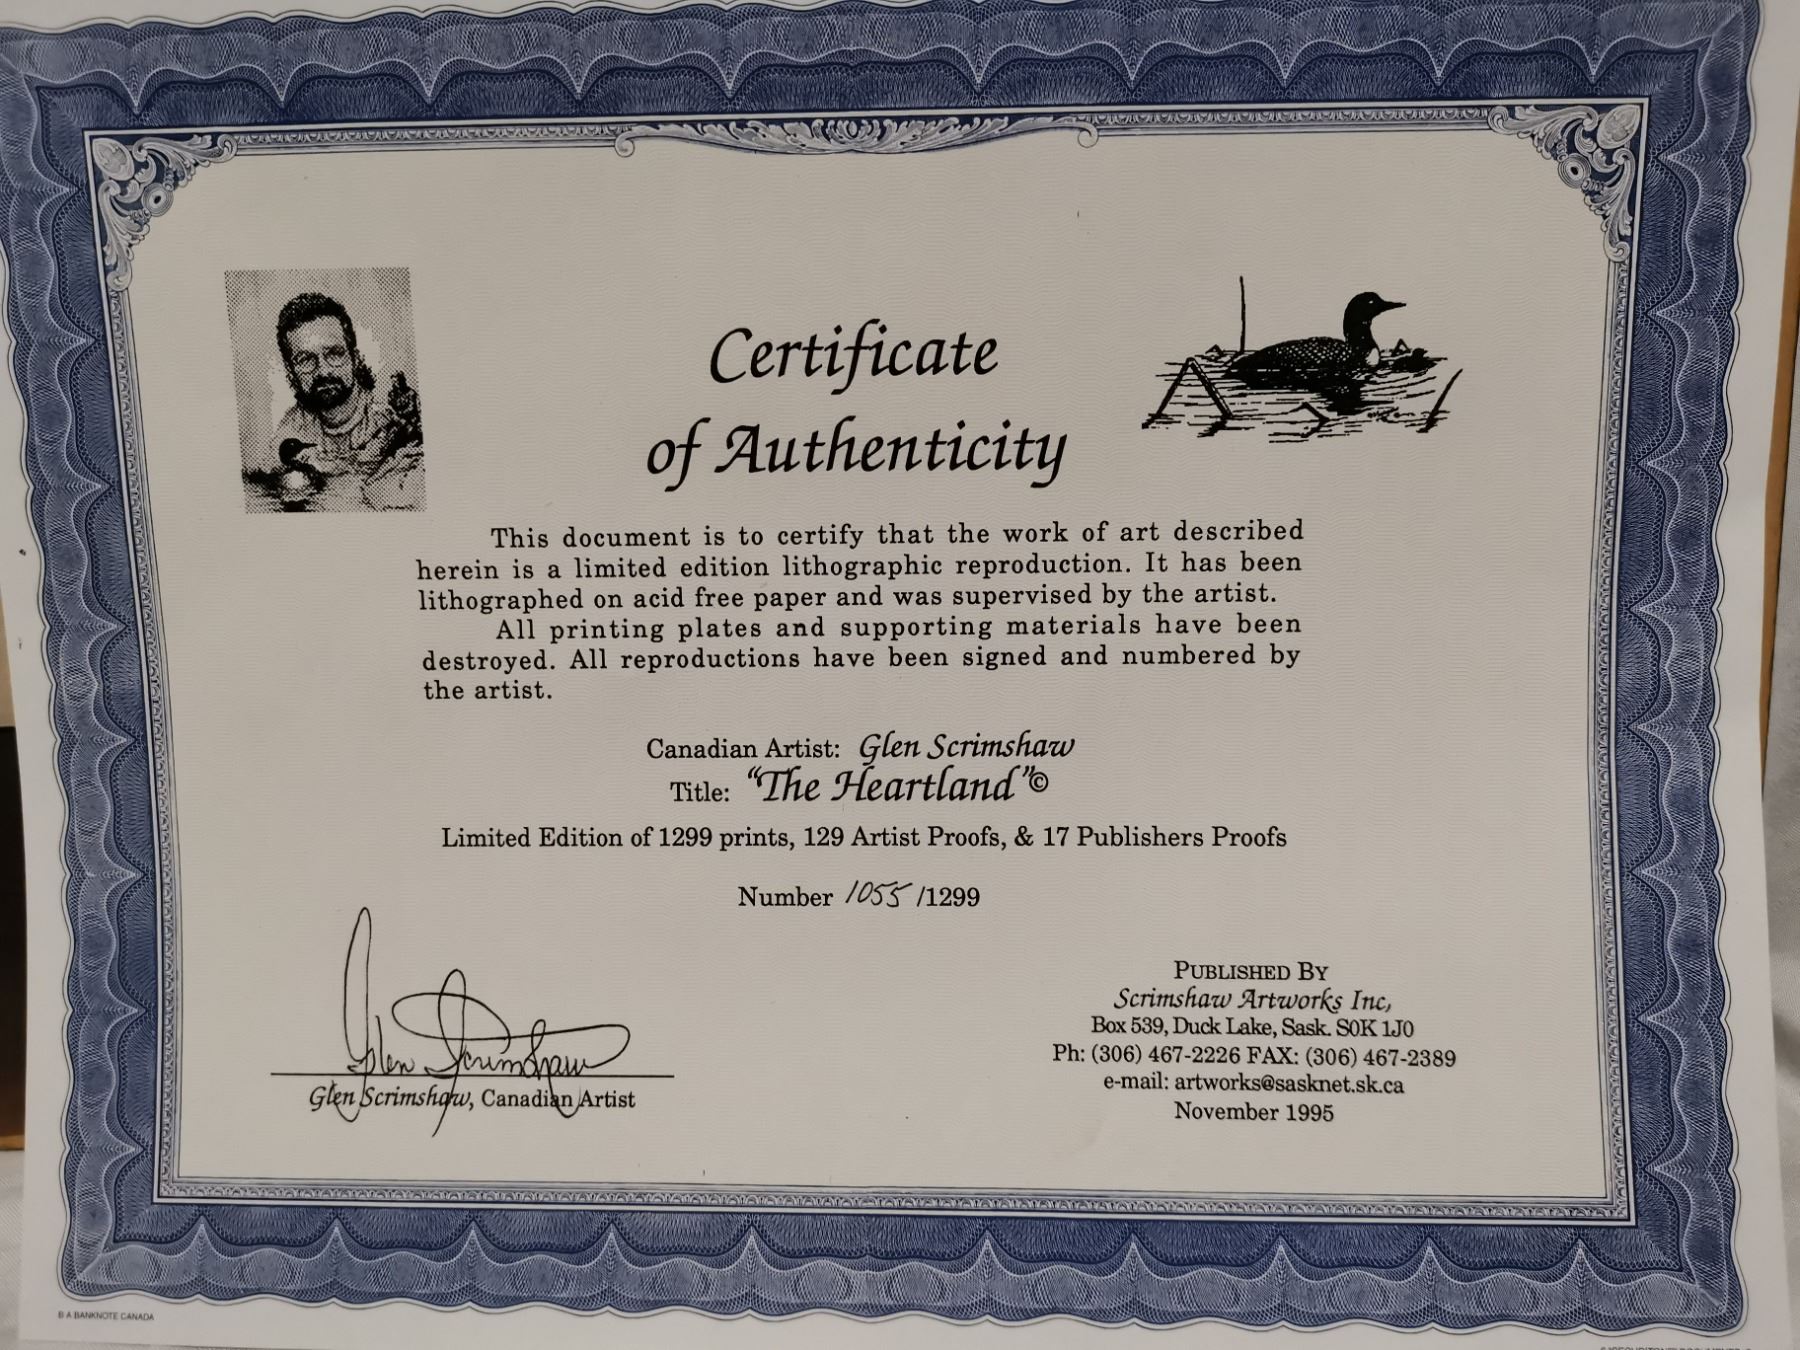 Certificate
of Authenticity
This document is to certify that the work of art described
herein is a limited edition lithographic reproduction. It has been
lithographed on acid free paper and was supervised by the artist.
All printing plates and supporting materials have been
destroyed. All reproductions have been signed and numbered by
the artist.
Canadian Artist: Glen Scrimshaw
Title: "The Heartland"©
Limited Edition of 1299 prints, 129 Artist Proofs, & 17 Publishers Proofs
Number 1055 /1299
Glen Scrimshaw
Glen Scrimshaw, Canadian Artist
PUBLISHED BY
Scrimshaw Artworks Inc,
Box 539, Duck Lake, Sask. S0K 1J0
Ph: (306) 467-2226 FAX: (306) 467-2389
e-mail: artworks@sasknet.sk.ca
November 1995
B A BANKNOTE CANADA